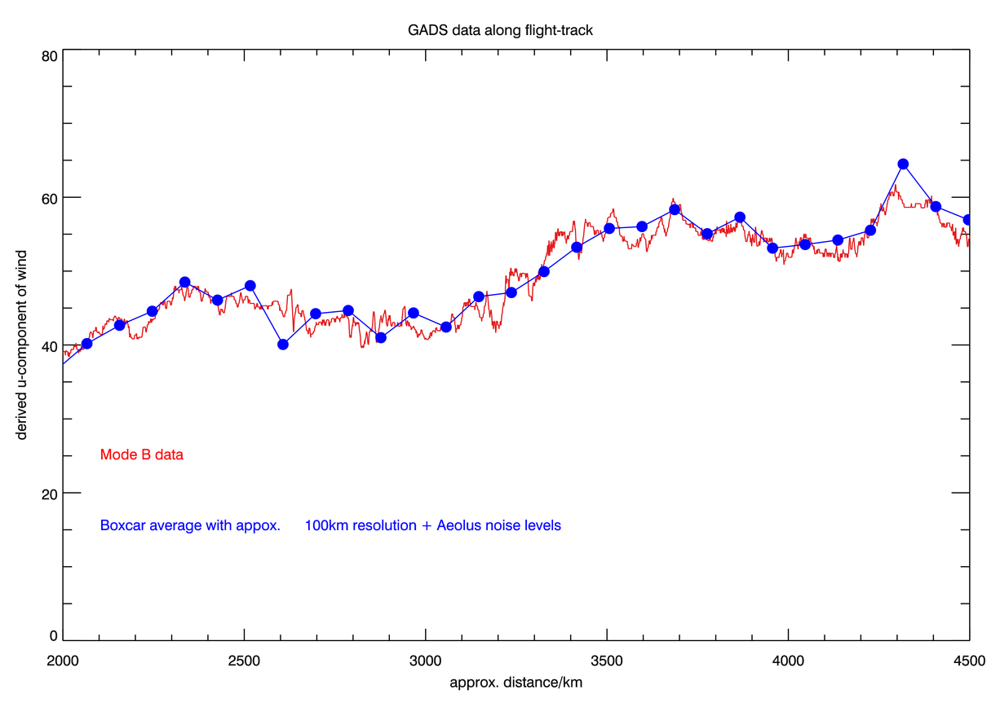 GADS data along flight-track
80
60
40
20
0
derived u-component of wind
Mode B data
Boxcar average with appox. 100km resolution + Aeolus noise levels
2000 2500 3000 3500 4000 4500
approx. distance/km